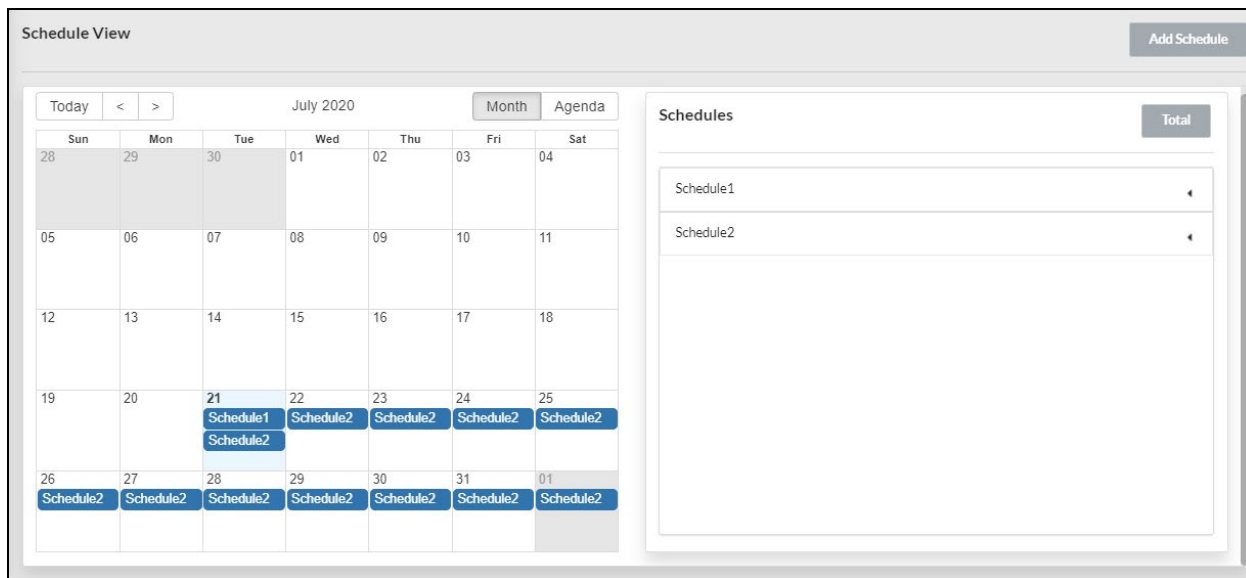 Schedule View
Add Schedule
Today < > July 2020 Month Agenda
Sun Mon Tue Wed Thu Fri Sat
28 29 30 01 02 03 04
05 06 07 08 09 10 11
12 13 14 15 16 17 18
19 20 21 22 23 24 25
Schedule1 Schedule2 Schedule2 Schedule2 Schedule2
Schedule2
26 27 28 29 30 31 01
Schedule2 Schedule2 Schedule2 Schedule2 Schedule2 Schedule2 Schedule2
Schedules
Total
Schedule1
Schedule2